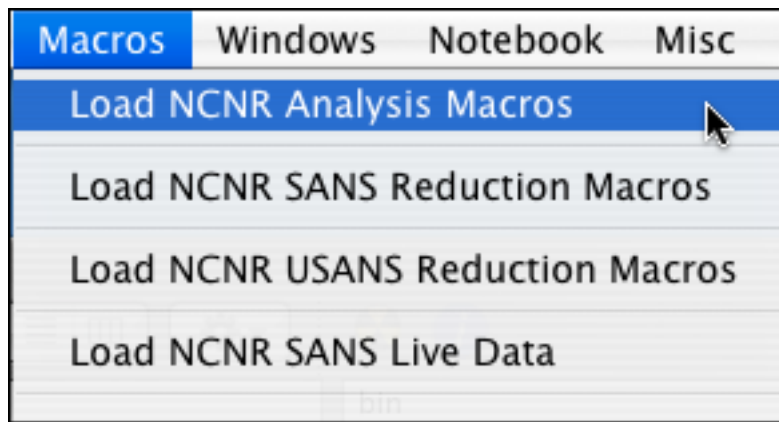 Macros Windows Notebook Misc
Load NCNR Analysis Macros
Load NCNR SANS Reduction Macros
Load NCNR USANS Reduction Macros
Load NCNR SANS Live Data
bin